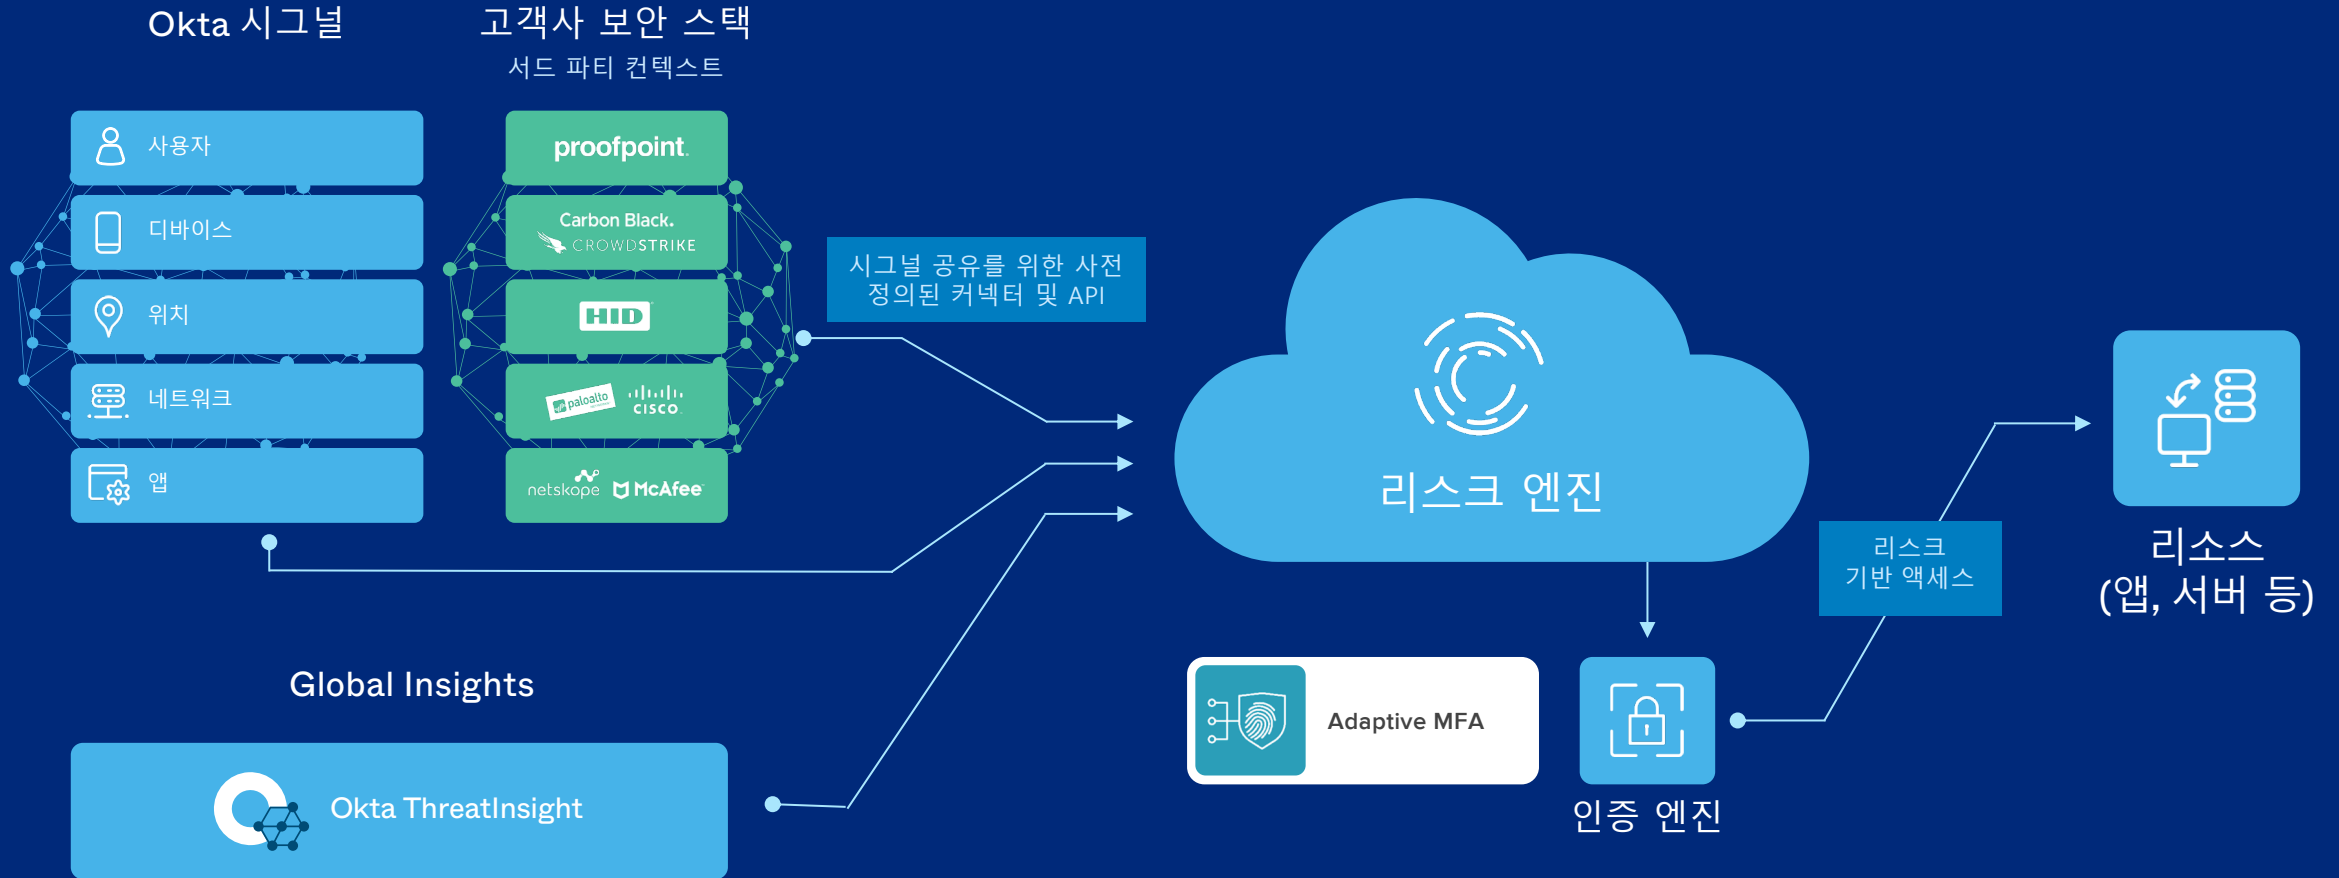 Okta 시그널
사용자
디바이스
위치
네트워크
앱
고객사 보안 스택
서드 파티 컨텍스트
proofpoint.
Carbon Black.
CROWDSTRIKE
HID
paloalto
CISCO
netskope
McAfee
시그널 공유를 위한 사전
정의된 커넥터 및 API
Global Insights
Okta ThreatInsight
리스크 엔진
Adaptive MFA
인증 엔진
리스크
기반 액세스
리소스
(앱, 서버 등)